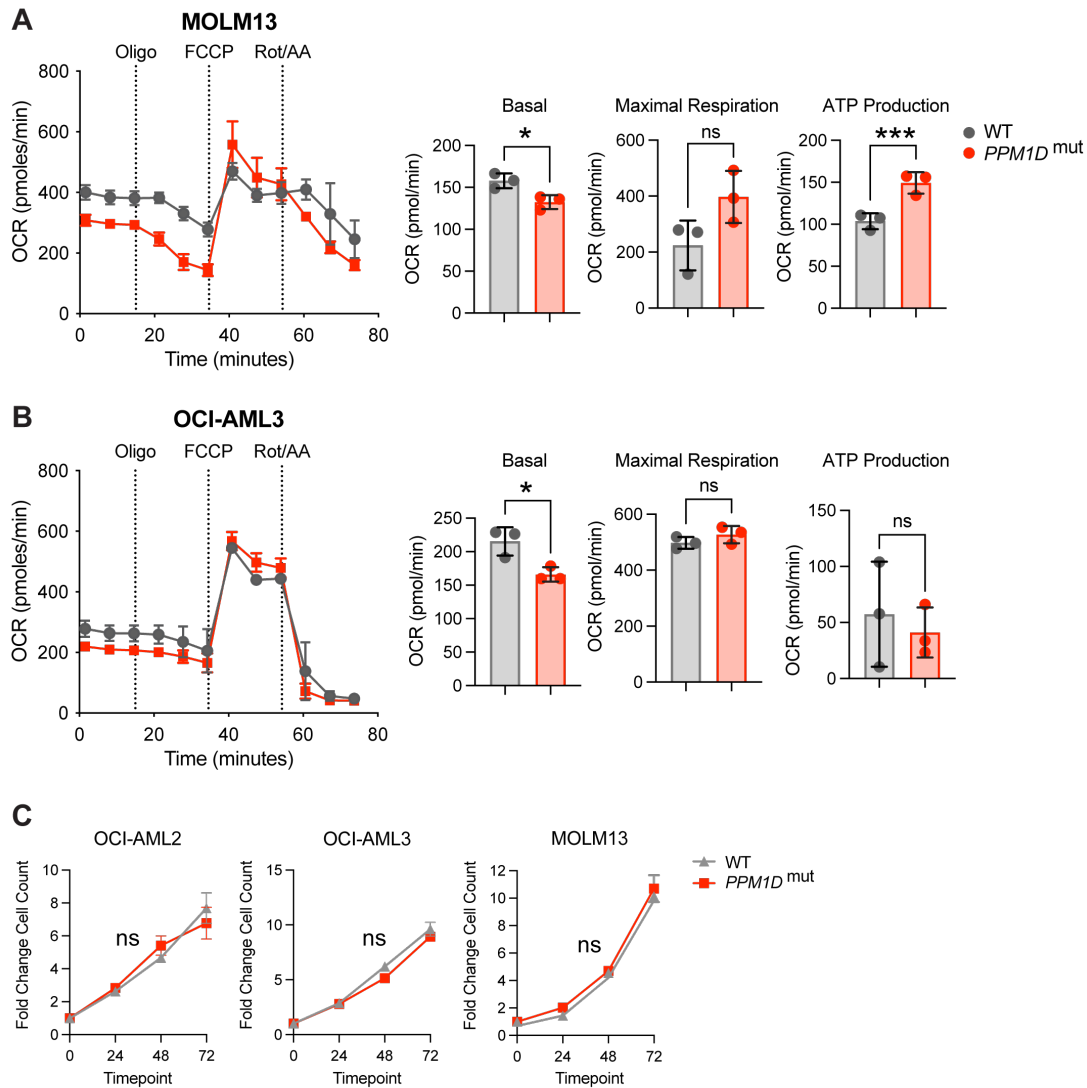 A
MOLM13
Oligo FCCP Rot/AA
OCR (pmoles/min)
800
600
400
200
0
0 20 40 60 80
Time (minutes)
Basal
*
OCR (pmol/min)
200
150
100
50
0
Maximal Respiration
ns
OCR (pmol/min)
600
400
200
0
ATP Production
***
OCR (pmol/min)
200
150
100
50
0
WT
PPM1D mut
B
OCI-AML3
Oligo FCCP Rot/AA
OCR (pmoles/min)
800
600
400
200
0
0 20 40 60 80
Time (minutes)
Basal
*
OCR (pmol/min)
250
200
150
100
50
0
Maximal Respiration
ns
OCR (pmol/min)
600
400
200
0
ATP Production
ns
OCR (pmol/min)
150
100
50
0
C
OCI-AML2
Fold Change Cell Count
10
8
6
4
2
0
ns
0 24 48 72
Timepoint
OCI-AML3
Fold Change Cell Count
15
10
5
0
ns
0 24 48 72
Timepoint
MOLM13
Fold Change Cell Count
12
10
8
6
4
2
0
ns
0 24 48 72
Timepoint
WT
PPM1D mut